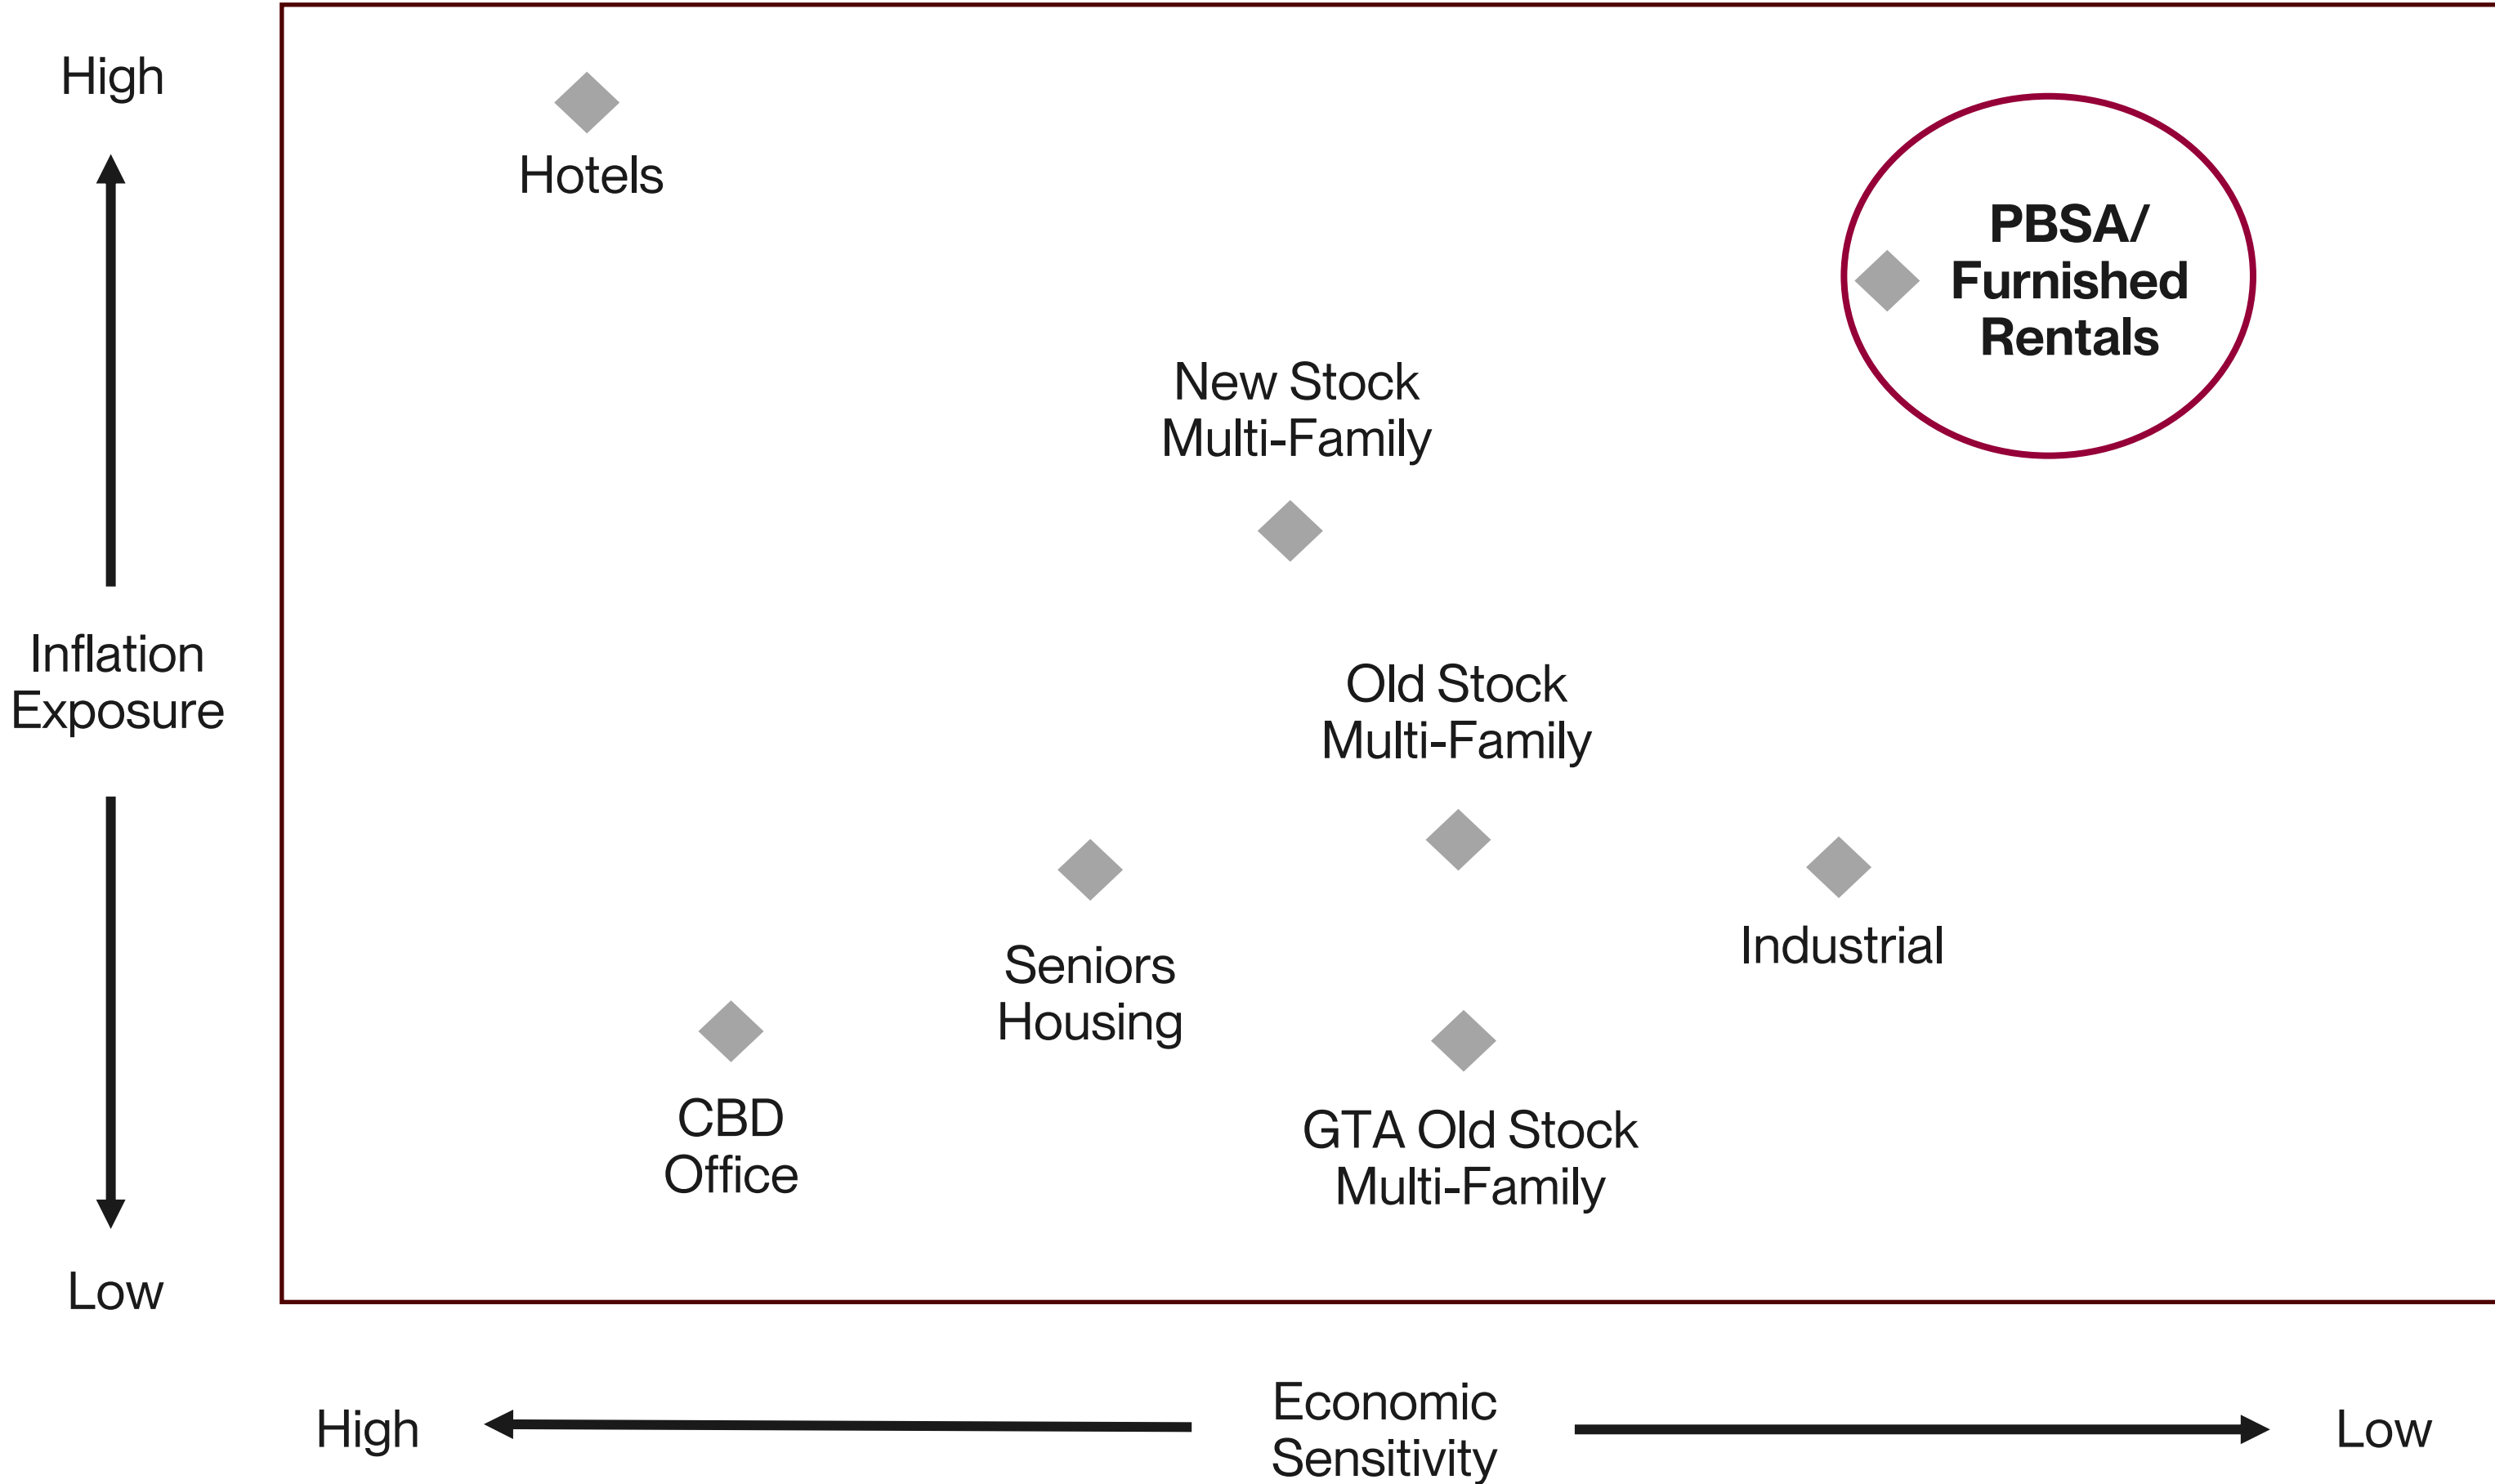 High
Hotels
PBSA/
Furnished
Rentals
New Stock
Multi-Family
Inflation
Exposure
Old Stock
Multi-Family
Industrial
Seniors
Housing
CBD
Office
GTA Old Stock
Multi-Family
Low
High
Economic
Sensitivity
Low